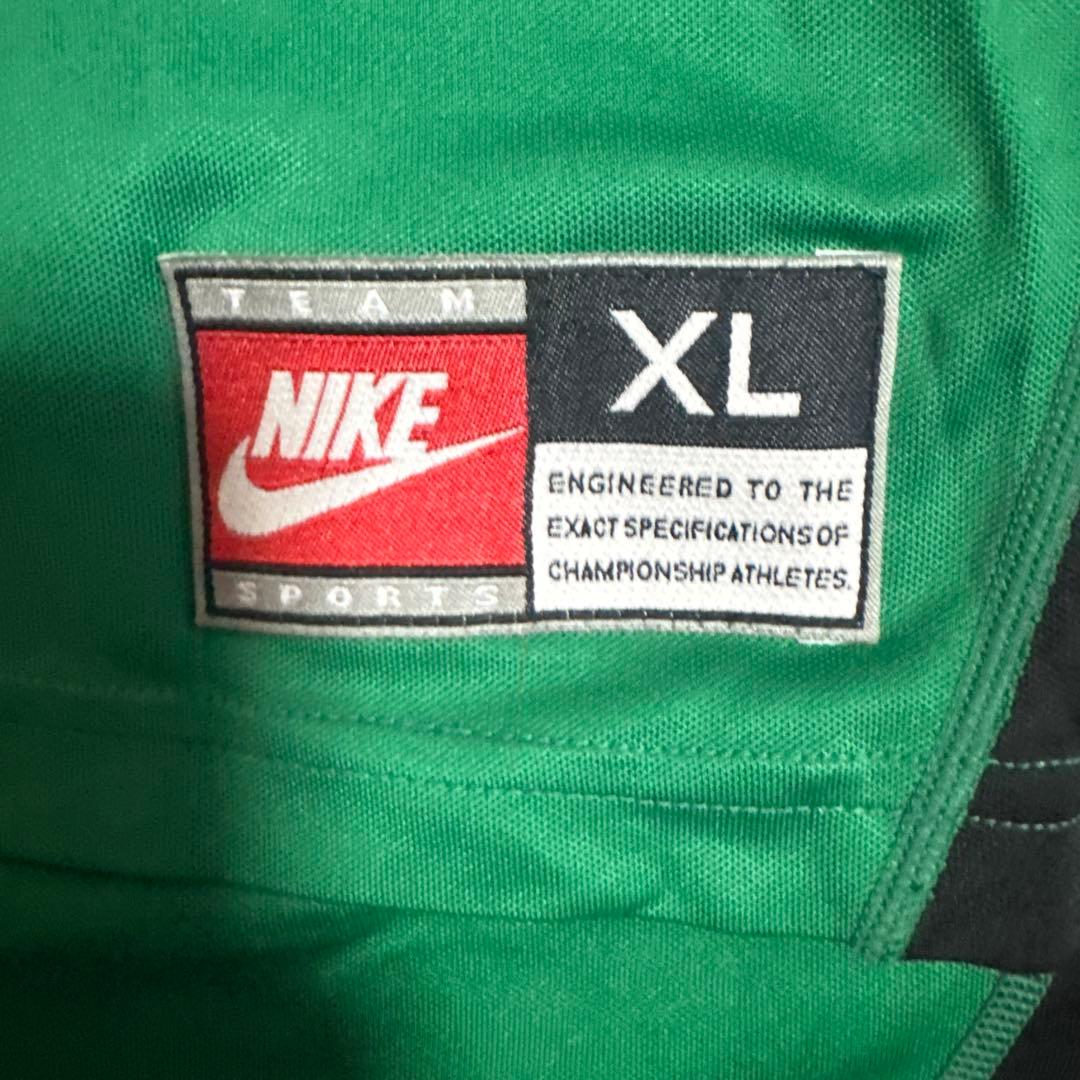 TEAM
NIKE
SPORTS
XL
ENGINEERED TO THE
EXACT SPECIFICATIONS OF
CHAMPIONSHIP ATHLETES.